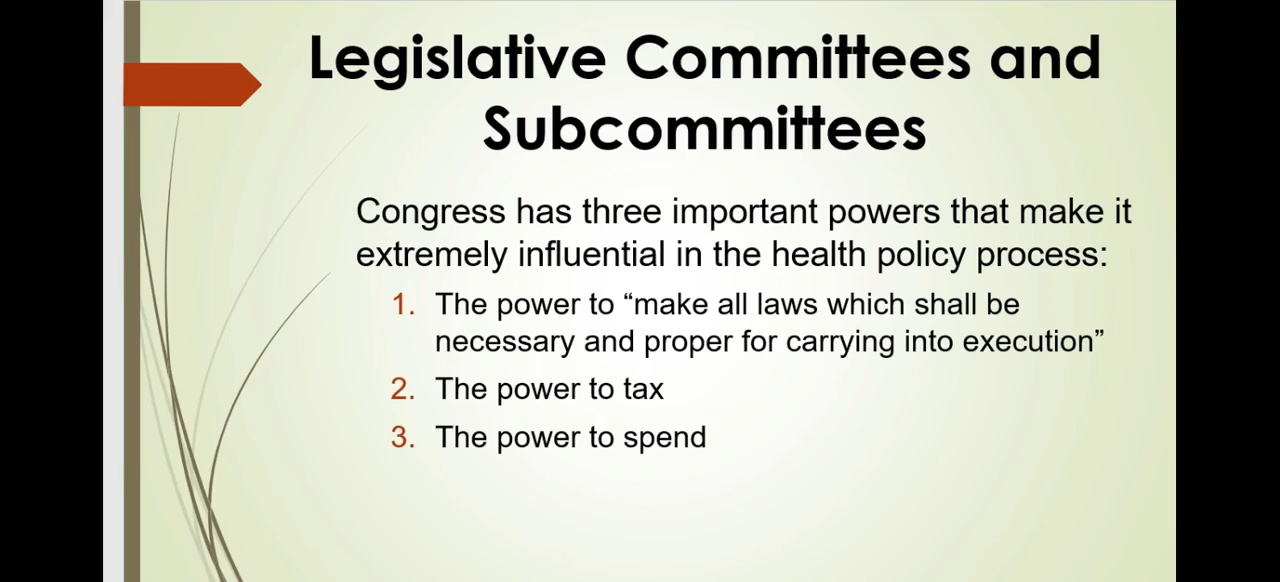 Legislative Committees and
Subcommittees
Congress has three important powers that make it
extremely influential in the health policy process:
1. The power to “make all laws which shall be
necessary and proper for carrying into execution”
2. The power to tax
3. The power to spend